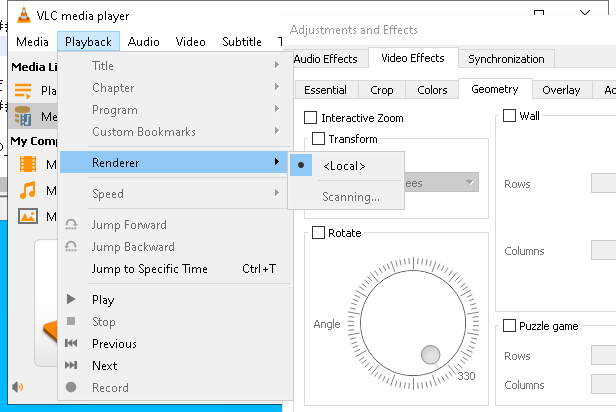 VLC media player
Media Playback Audio Video Subtitle T
Media Li
Pla
Me
My Comp
M
M
M
Title
Chapter
Program
Custom Bookmarks
Renderer
Speed
Jump Forward
Jump Backward
Jump to Specific Time Ctrl+T
Play
Stop
Previous
Next
Record
<Local>
Scanning...
Adjustments and Effects
Audio Effects Video Effects Synchronization
Essential Crop Colors Geometry Overlay
Interactive Zoom
Transform
ees
Rotate
Angle
330
Wall
Rows
Columns
Puzzle game
Rows
Columns